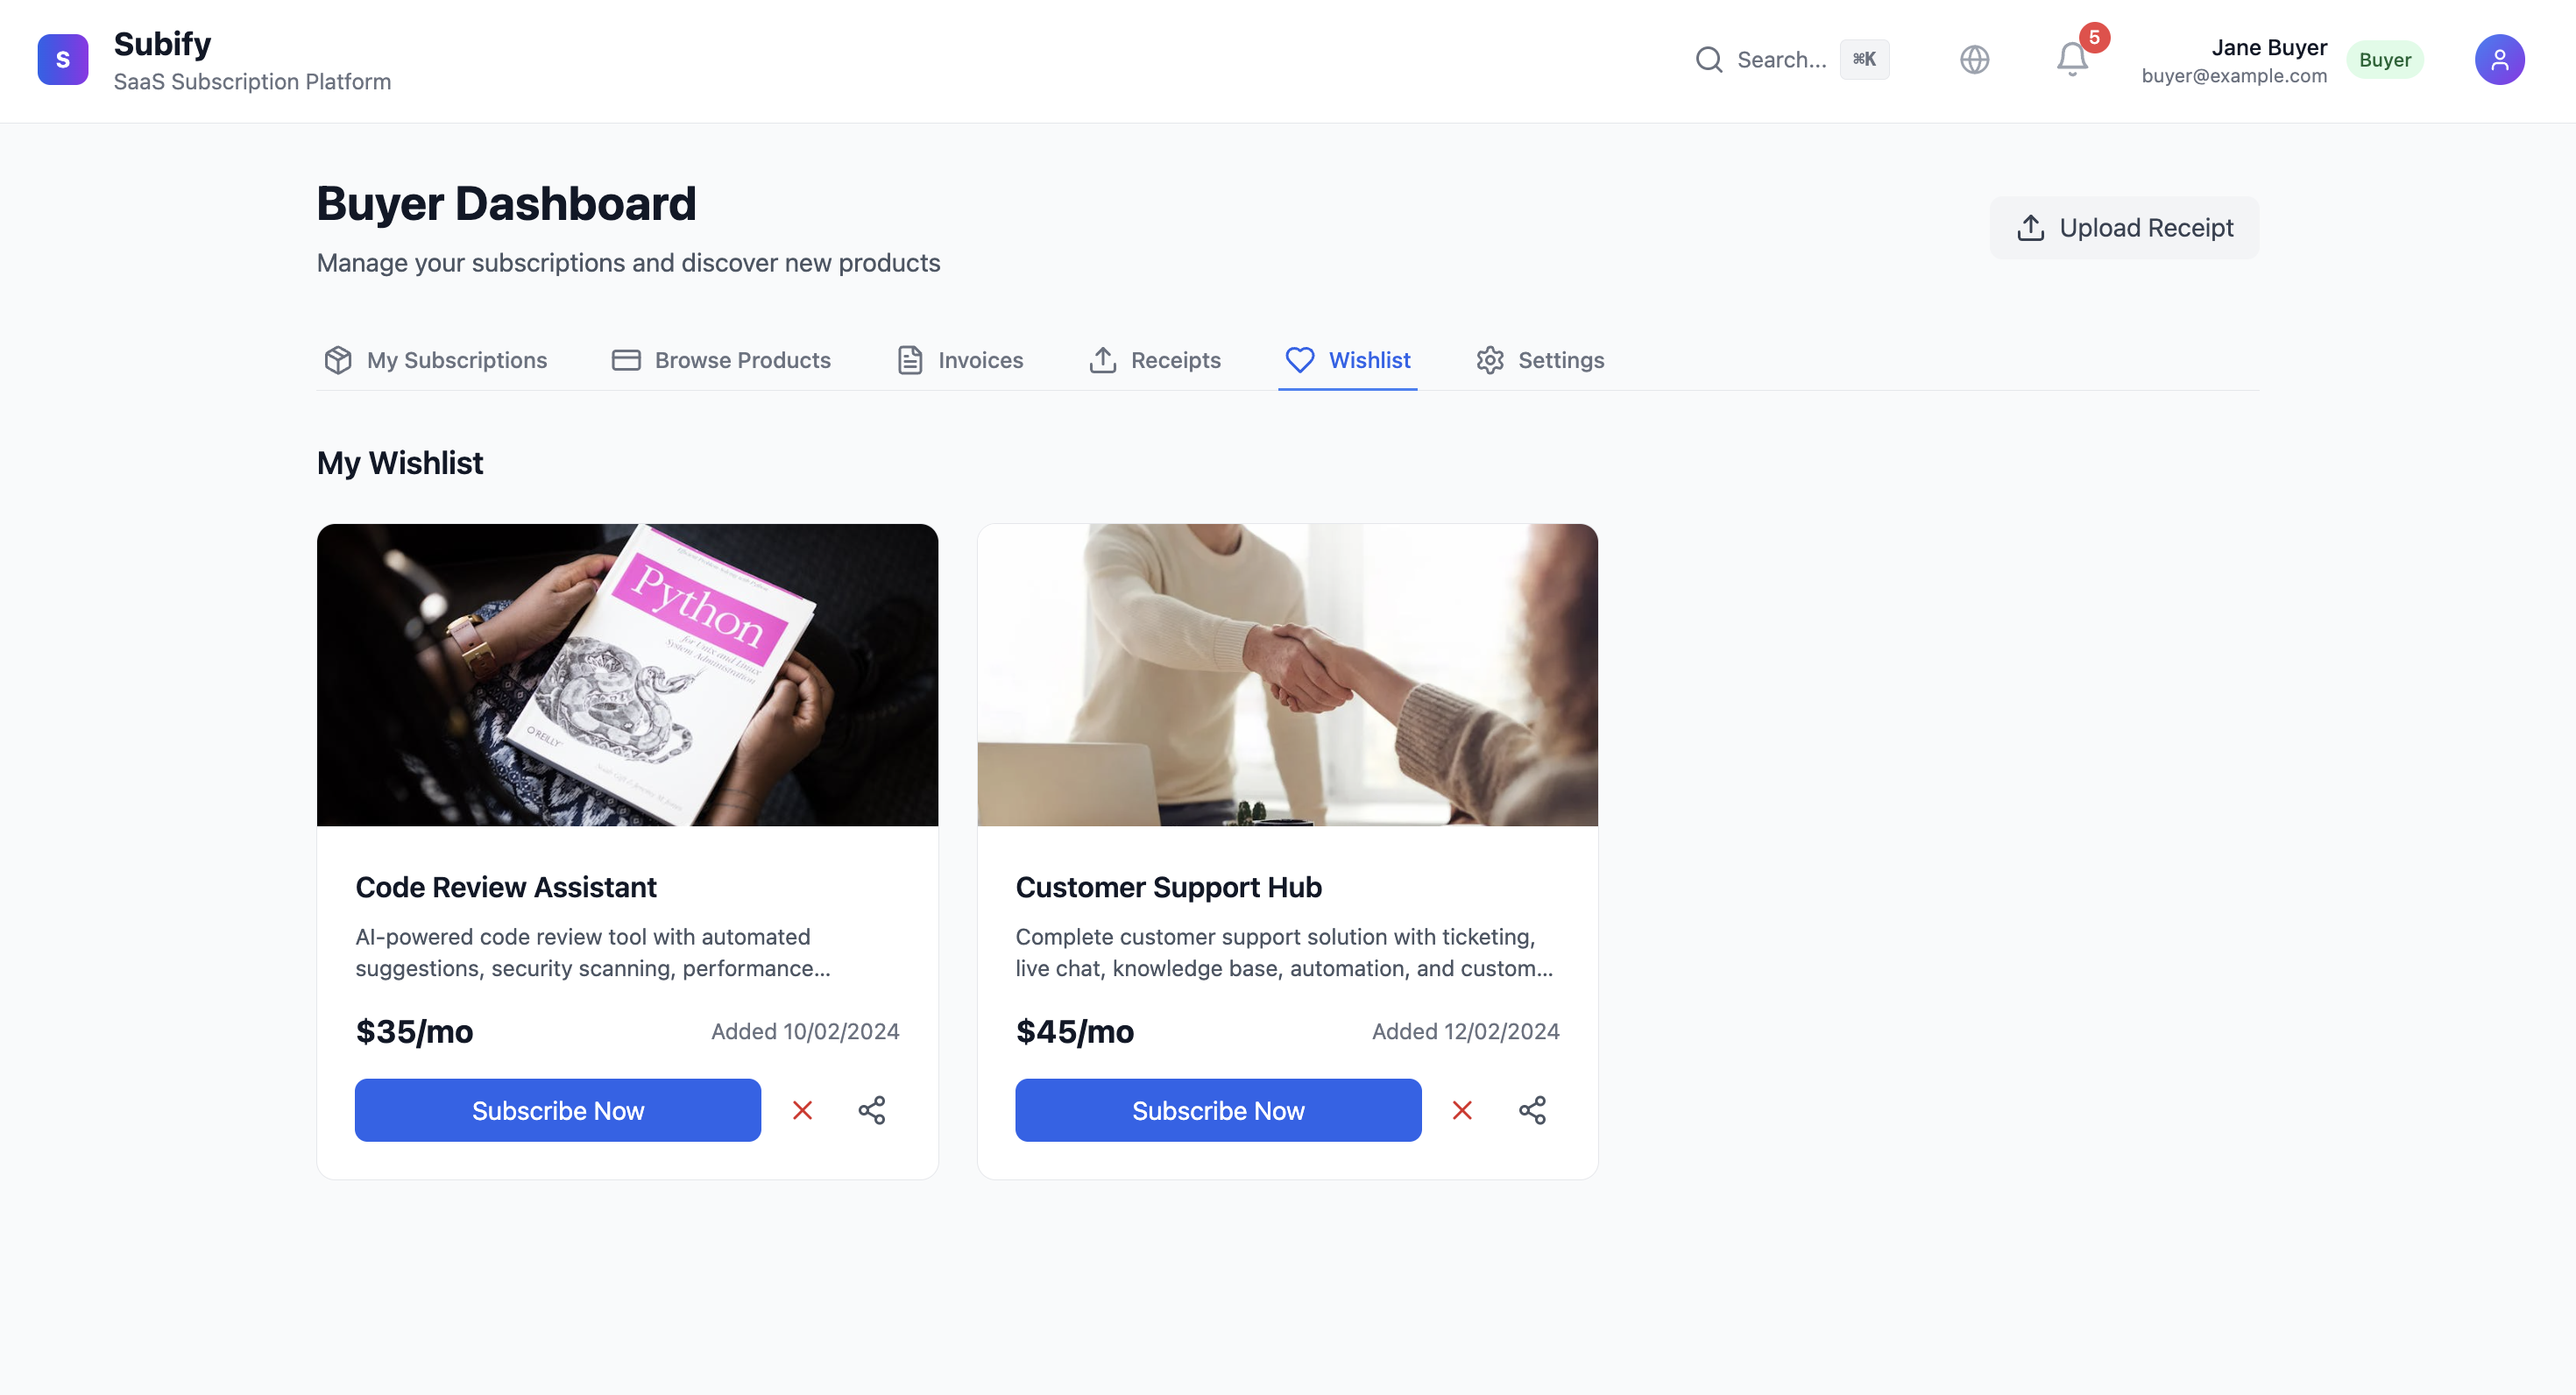 S
Subify
SaaS Subscription Platform
Search...
⌘K
5
Jane Buyer
buyer@example.com
Buyer
Buyer Dashboard
Manage your subscriptions and discover new products
Upload Receipt
My Subscriptions
Browse Products
Invoices
Receipts
Wishlist
Settings
My Wishlist
Python
for Unix and Linux
System Administration
O'REILLY
Code Review Assistant
AI-powered code review tool with automated
suggestions, security scanning, performance...
$35/mo
Added 10/02/2024
Subscribe Now
Customer Support Hub
Complete customer support solution with ticketing,
live chat, knowledge base, automation, and custom...
$45/mo
Added 12/02/2024
Subscribe Now